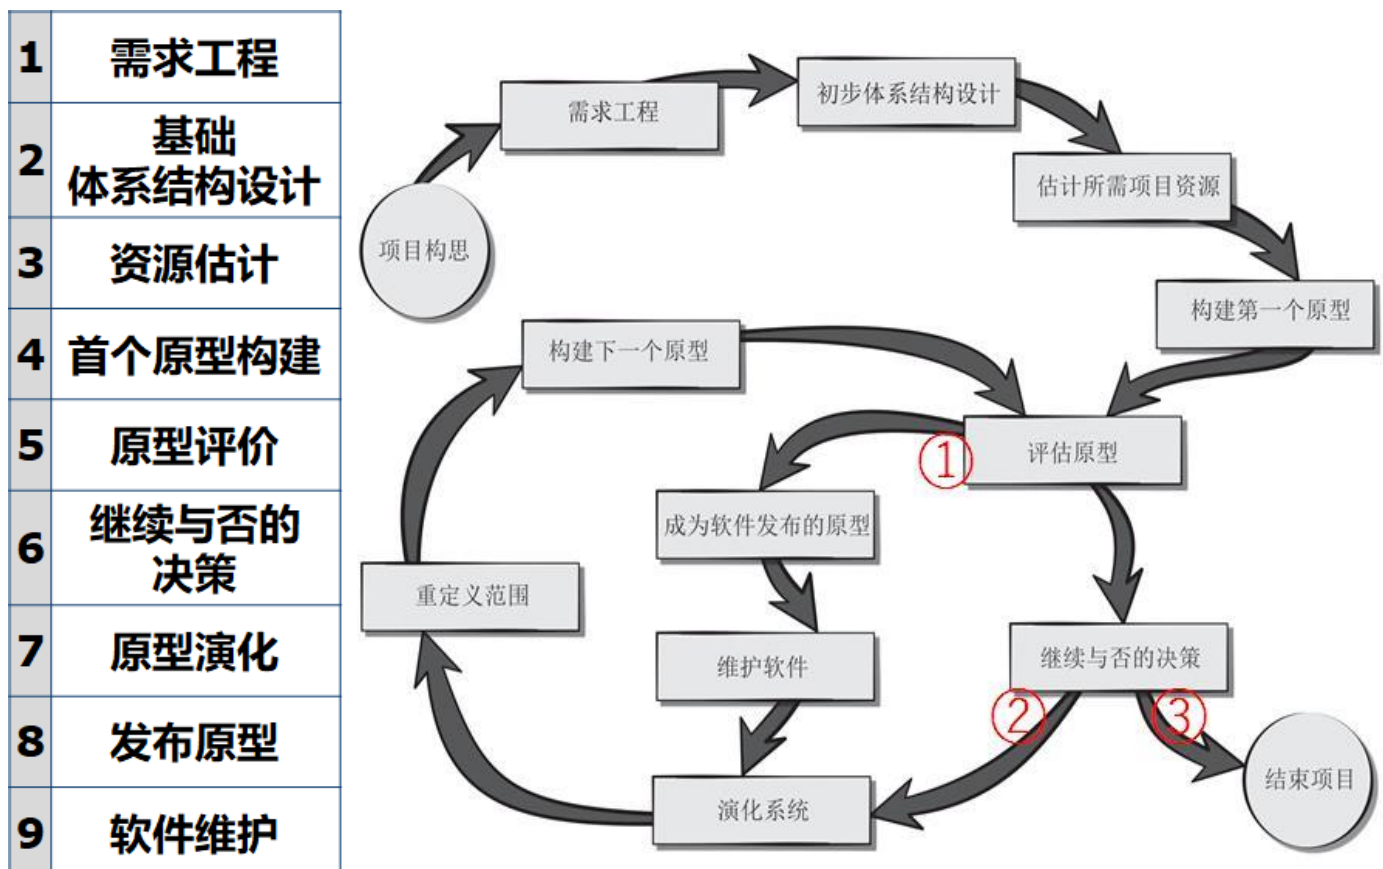 1 需求工程
2 基础
体系结构设计
3 资源估计
4 首个原型构建
5 原型评价
6 继续与否的
决策
7 原型演化
8 发布原型
9 软件维护
需求工程
初步体系结构设计
估计所需项目资源
项目构思
构建第一个原型
构建下一个原型
①
评估原型
成为软件发布的原型
重定义范围
维护软件
继续与否的决策
②
③
演化系统
结束项目